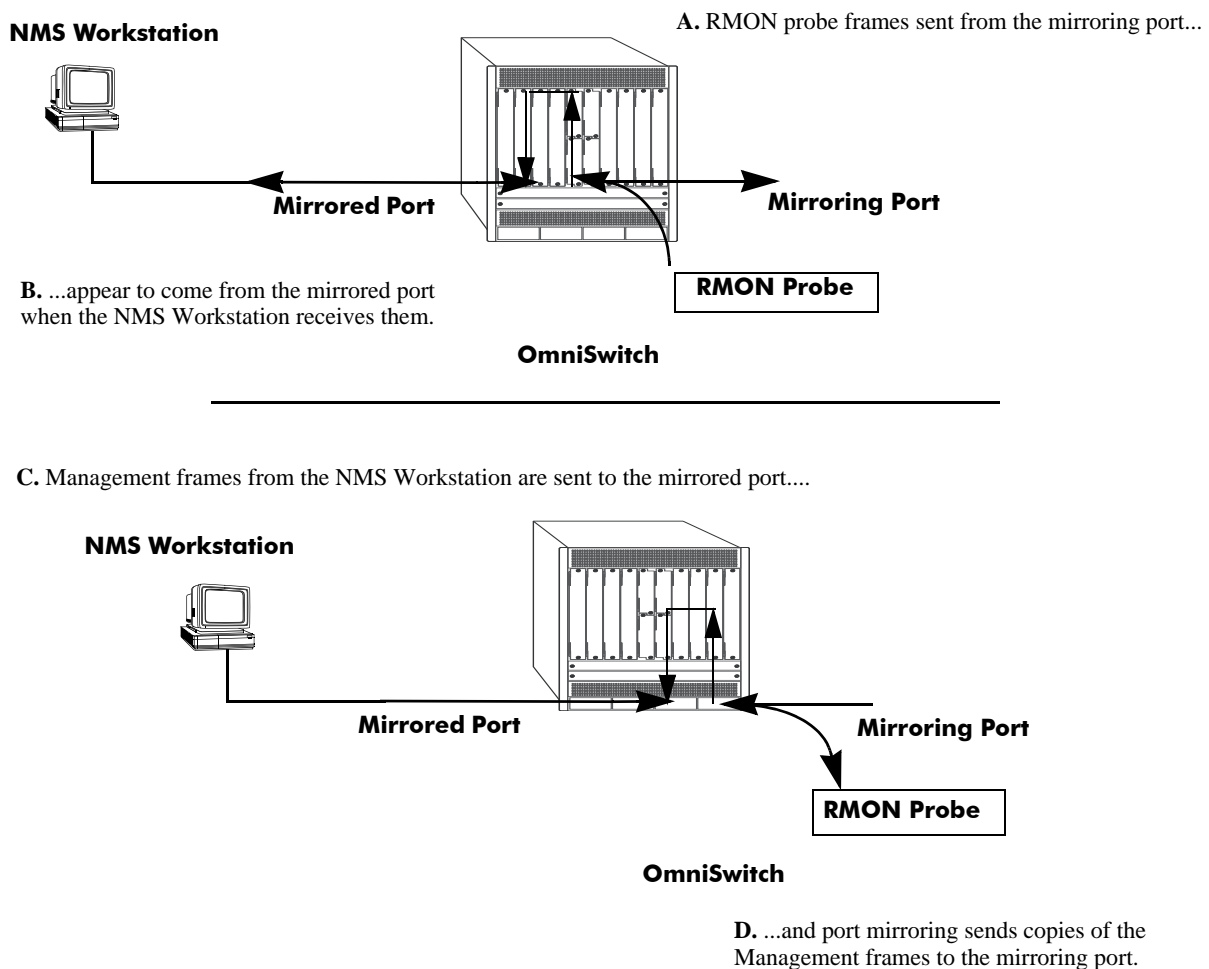 NMS Workstation
A. RMON probe frames sent from the mirroring port...
Mirrored Port
Mirroring Port
B. ...appear to come from the mirrored port
when the NMS Workstation receives them.
RMON Probe
OmniSwitch
C. Management frames from the NMS Workstation are sent to the mirrored port....
NMS Workstation
Mirrored Port
Mirroring Port
RMON Probe
OmniSwitch
D. ...and port mirroring sends copies of the
Management frames to the mirroring port.